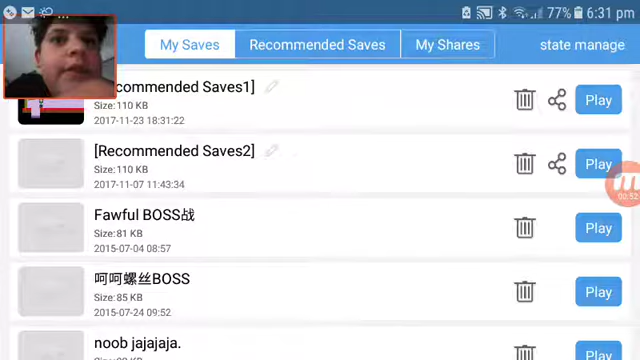 77% 6:31 pm
My Saves Recommended Saves My Shares state manage
commended Saves1]
Size:110 KB
2017-11-23 18:31:22
Play
[Recommended Saves2]
Size:110 KB
2017-11-07 11:43:34
Play
00:52
Fawful BOSS战
Size:81 KB
2015-07-04 08:57
Play
呵呵螺丝BOSS
Size:85 KB
2015-07-24 09:52
Play
noob jajajaja.
Play